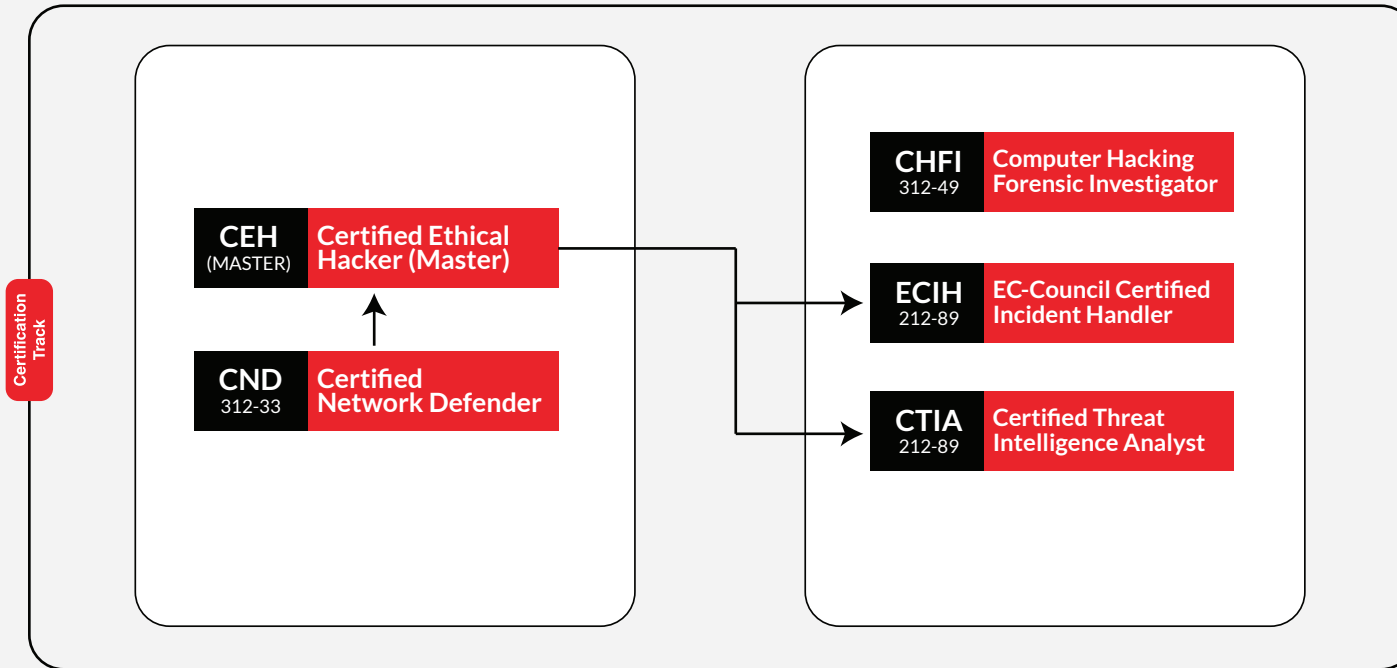 Certification
Track
CEH
(MASTER)
Certified Ethical
Hacker (Master)
CND
312-33
Certified
Network Defender
CHFI
312-49
Computer Hacking
Forensic Investigator
ECIH
212-89
EC-Council Certified
Incident Handler
CTIA
212-89
Certified Threat
Intelligence Analyst